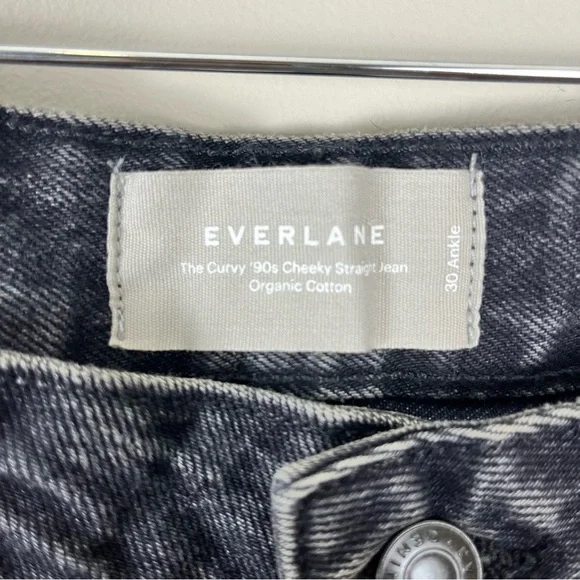 EVERLANE
The Curvy '90s Cheeky Straight Jean
Organic Cotton
30 Ankle